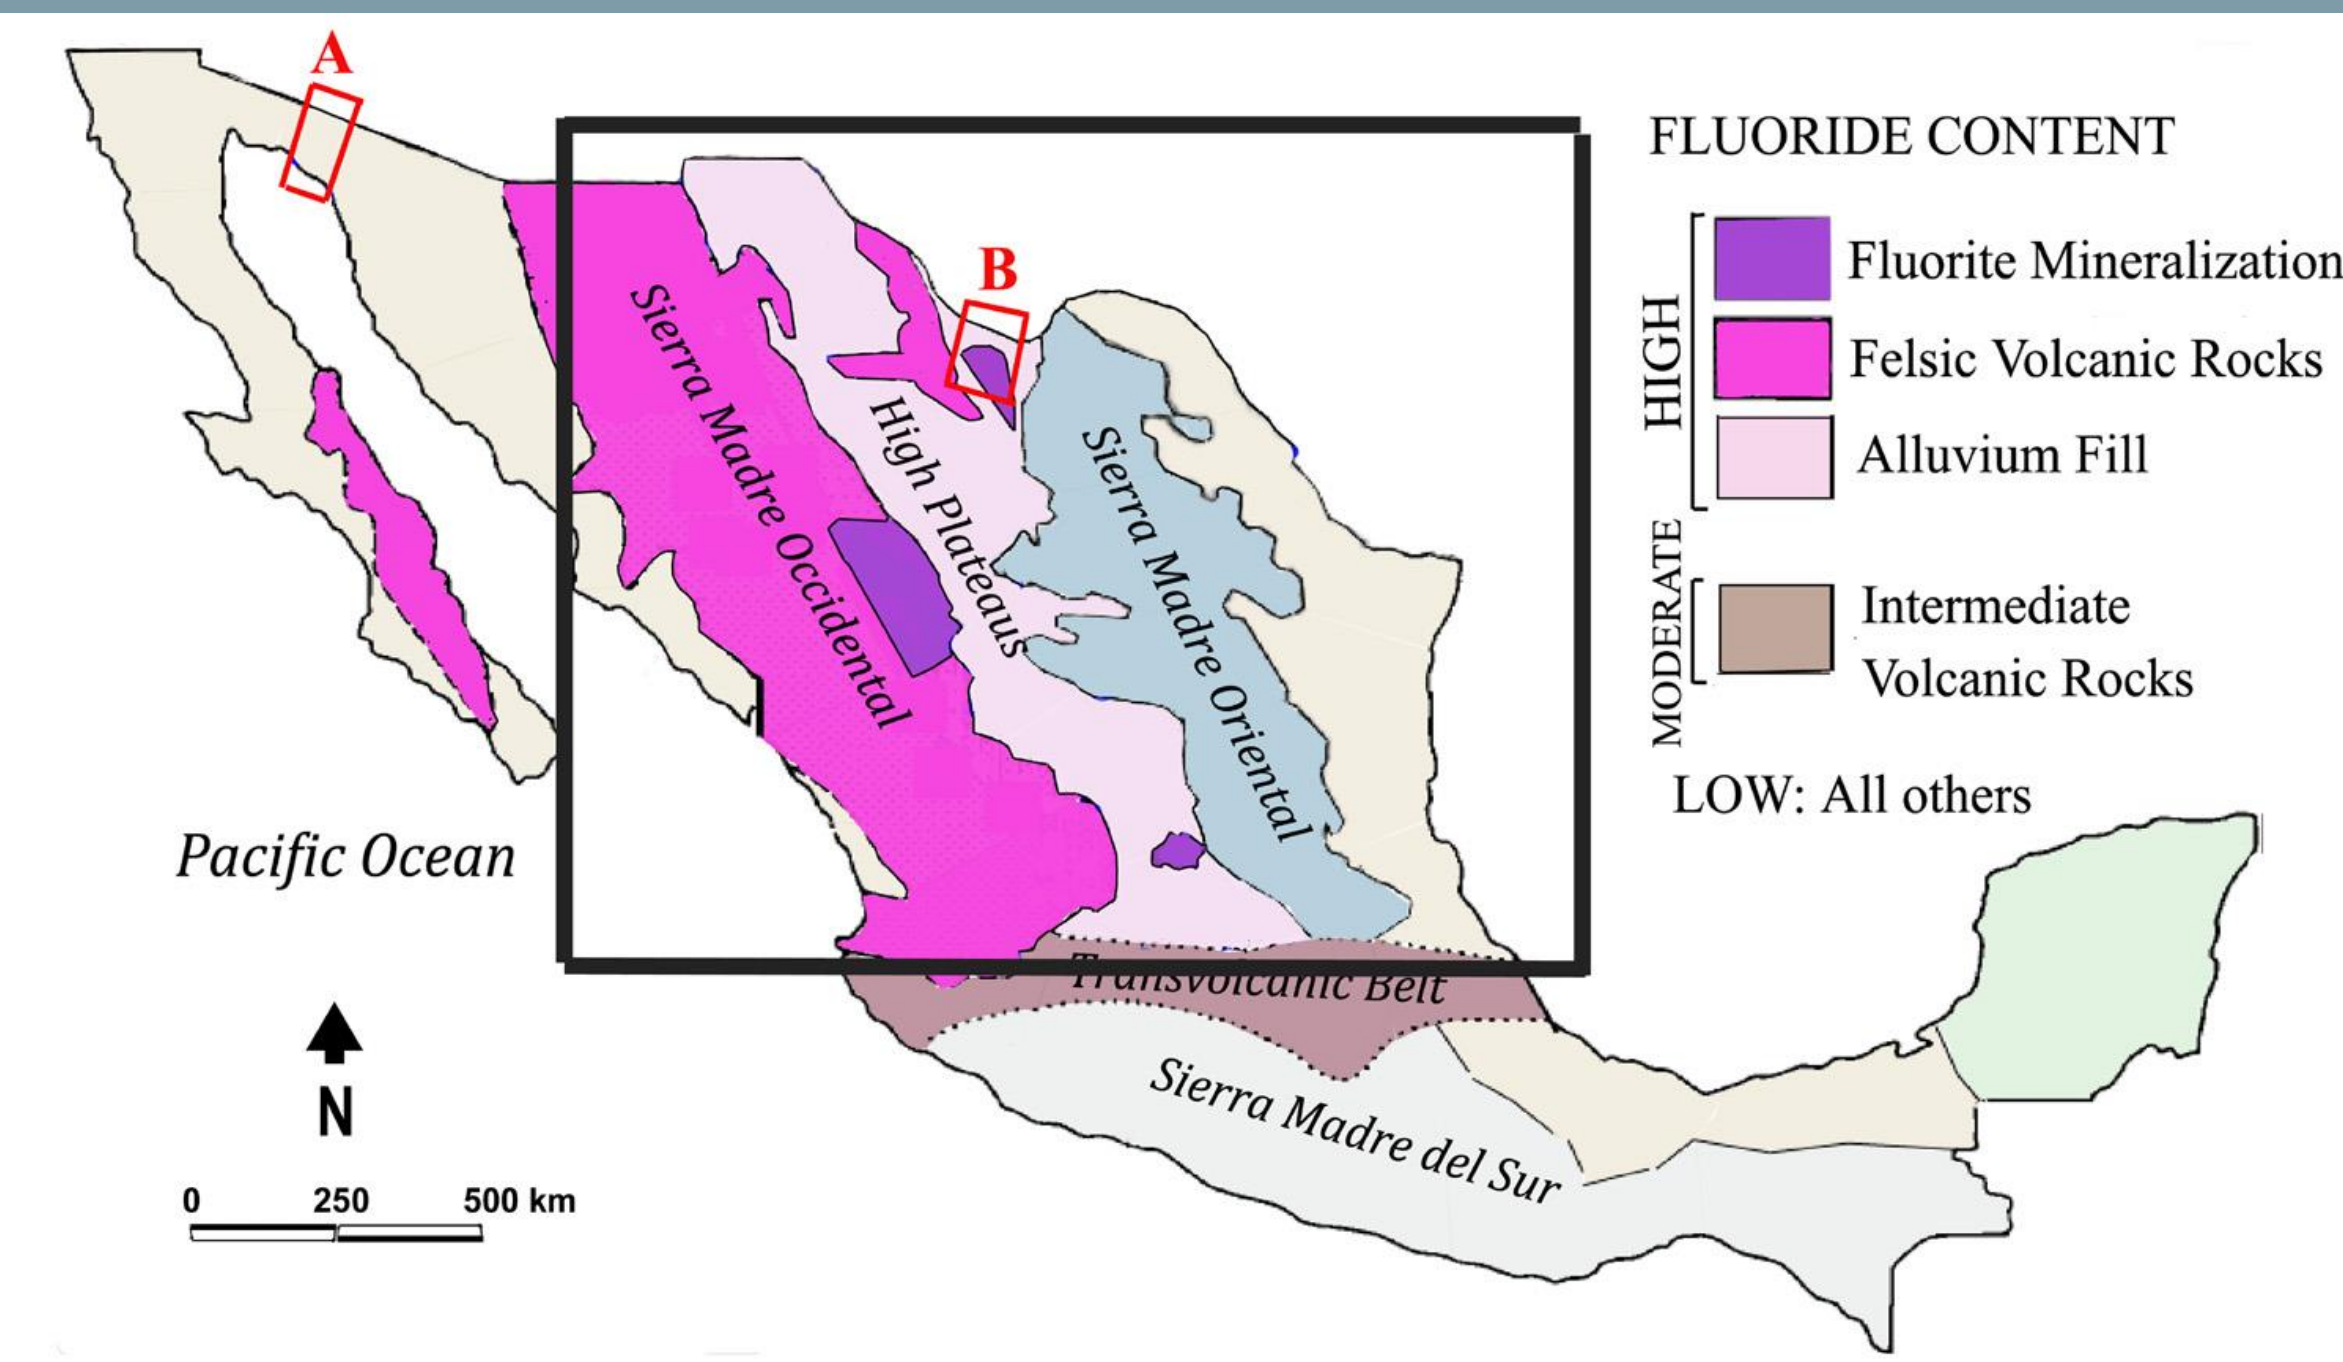 A
B
Sierra Madre Occidental
High Plateaus
Sierra Madre Oriental
Transvolcanic Belt
Sierra Madre del Sur
Pacific Ocean
N
0 250 500 km
FLUORIDE CONTENT
HIGH
Fluorite Mineralization
Felsic Volcanic Rocks
Alluvium Fill
MODERATE
Intermediate
Volcanic Rocks
LOW: All others